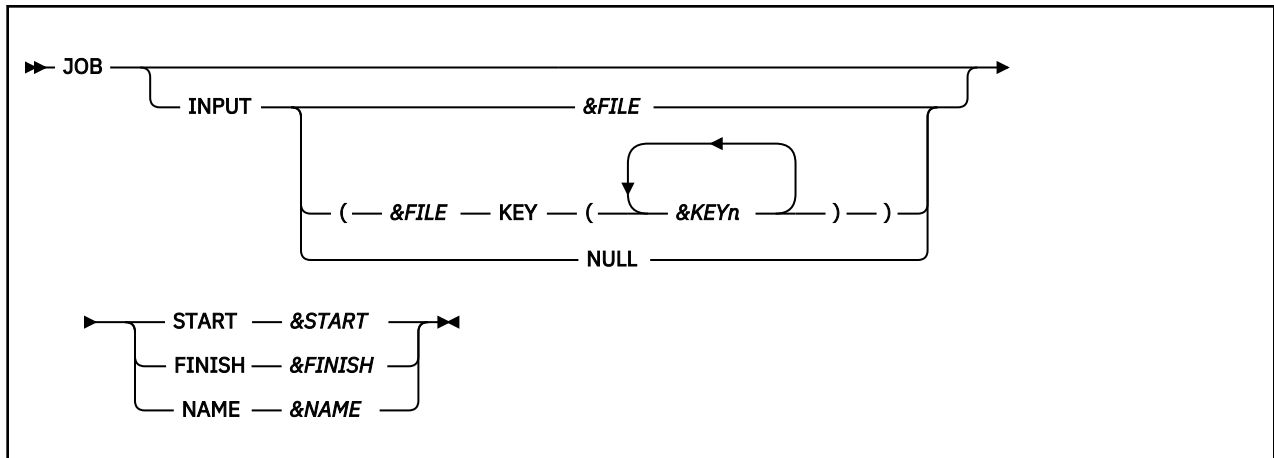 JOB
INPUT &FILE
( &FILE KEY ( &KEYn ) )
NULL
START &START
FINISH &FINISH
NAME &NAME